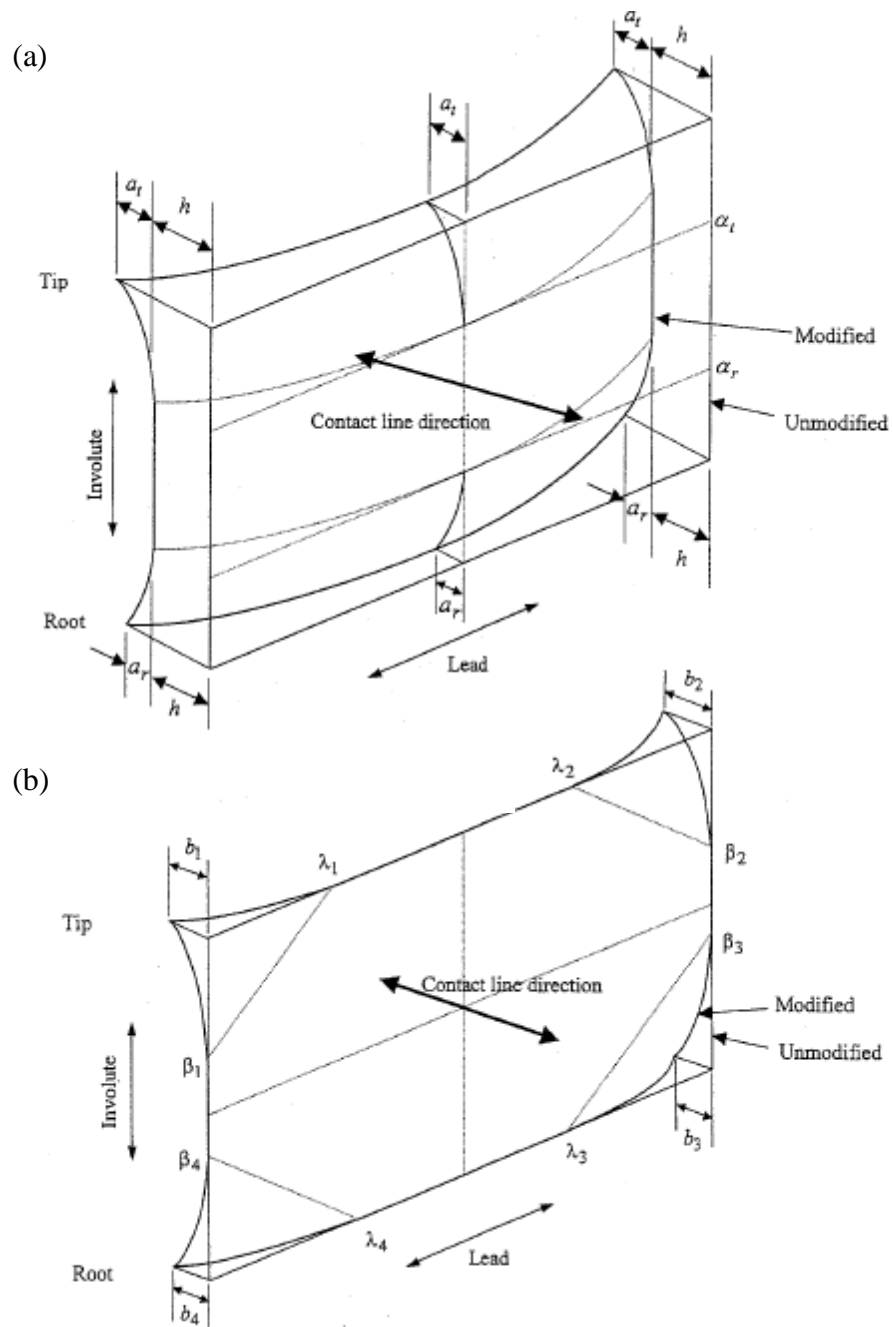 (a)
a_t
h
a_t
a_t
h
α_t
Tip
Modified
α_r
Contact line direction
Unmodified
Involute
a_r
h
a_r
Root
Lead
a_r
h
b_2
(b)
λ_2
b_1
λ_1
β_2
Tip
β_3
Contact line direction
Modified
Unmodified
β_1
Involute
b_3
β_4
λ_3
λ_4
Lead
Root
b_4